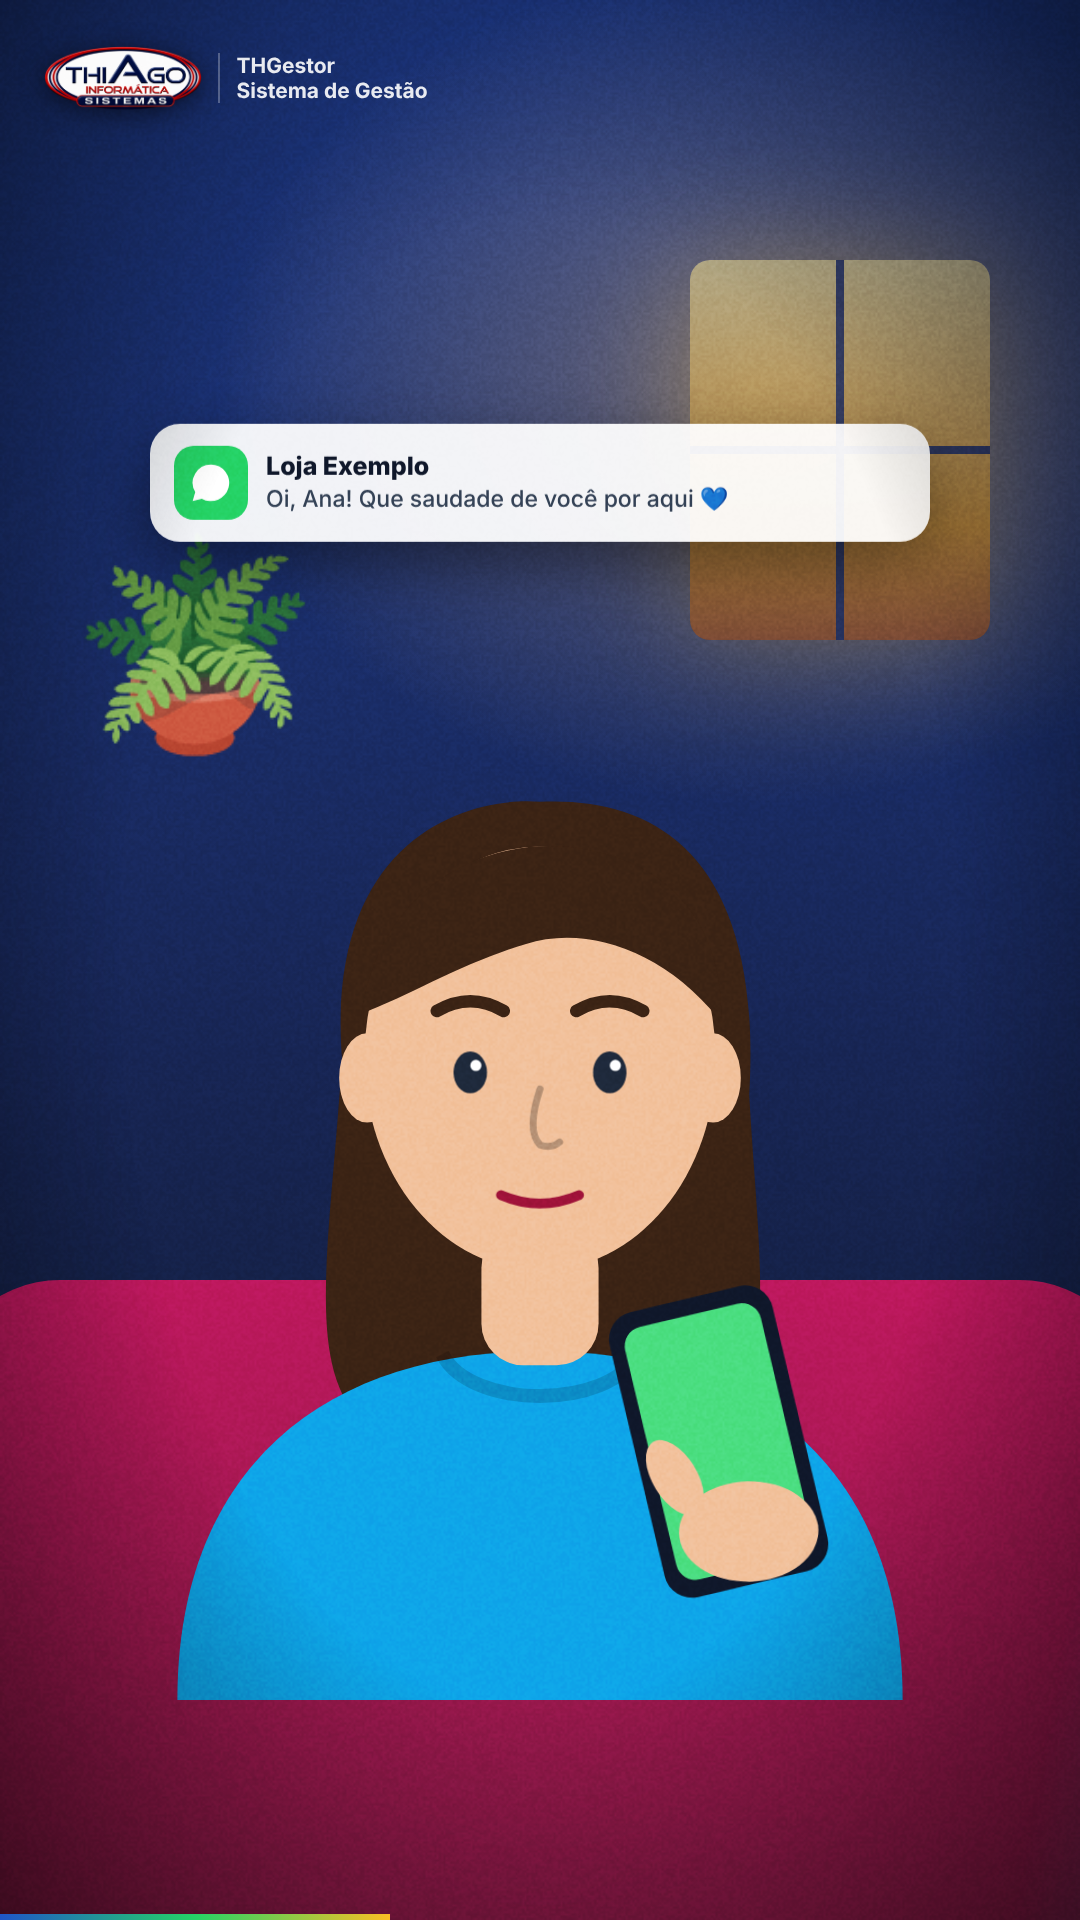 THIAGO
INFORMÁTICA
SISTEMAS
THGestor
Sistema de Gestão
Loja Exemplo
Oi, Ana! Que saudade de você por aqui 💙